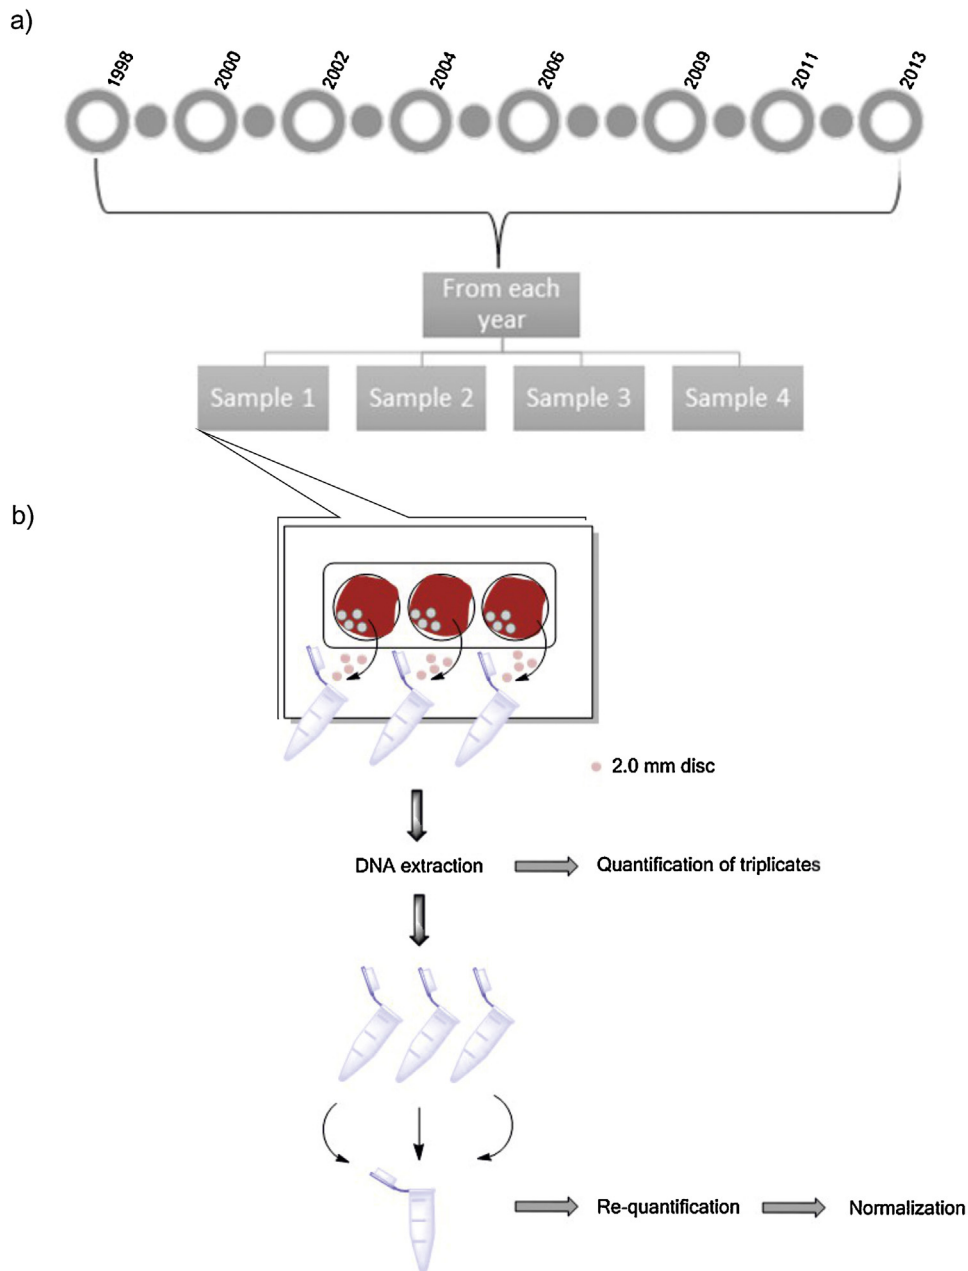 a)
1998
2000
2002
2004
2006
2009
2011
2013
From each
year
Sample 1
Sample 2
Sample 3
Sample 4
b)
2.0 mm disc
DNA extraction
Quantification of triplicates
Re-quantification
Normalization